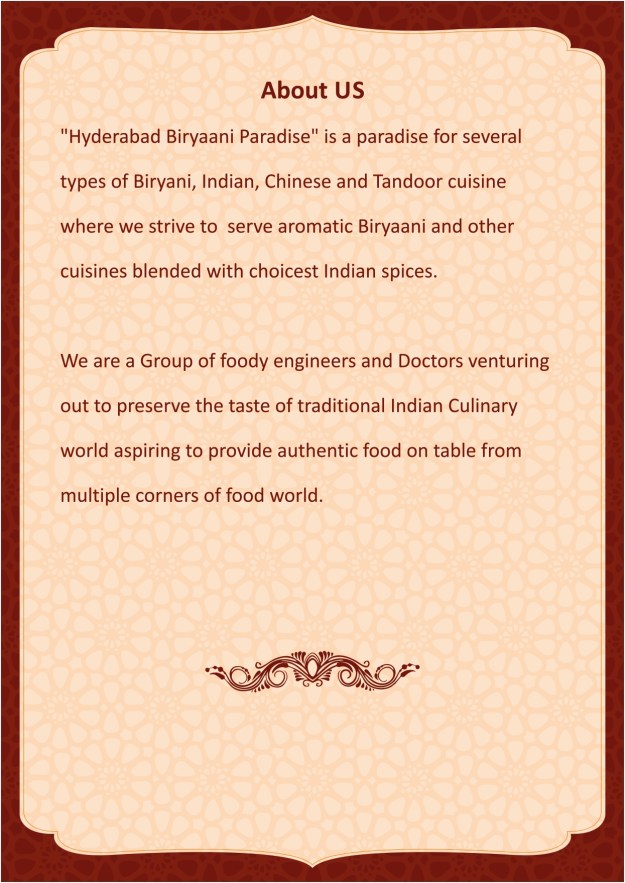 About US
"Hyderabad Biryaani Paradise" is a paradise for several
types of Biryani, Indian, Chinese and Tandoor cuisine
where we strive to  serve aromatic Biryaani and other
cuisines blended with choicest Indian spices.
We are a Group of foody engineers and Doctors venturing
out to preserve the taste of traditional Indian Culinary
world aspiring to provide authentic food on table from
multiple corners of food world.